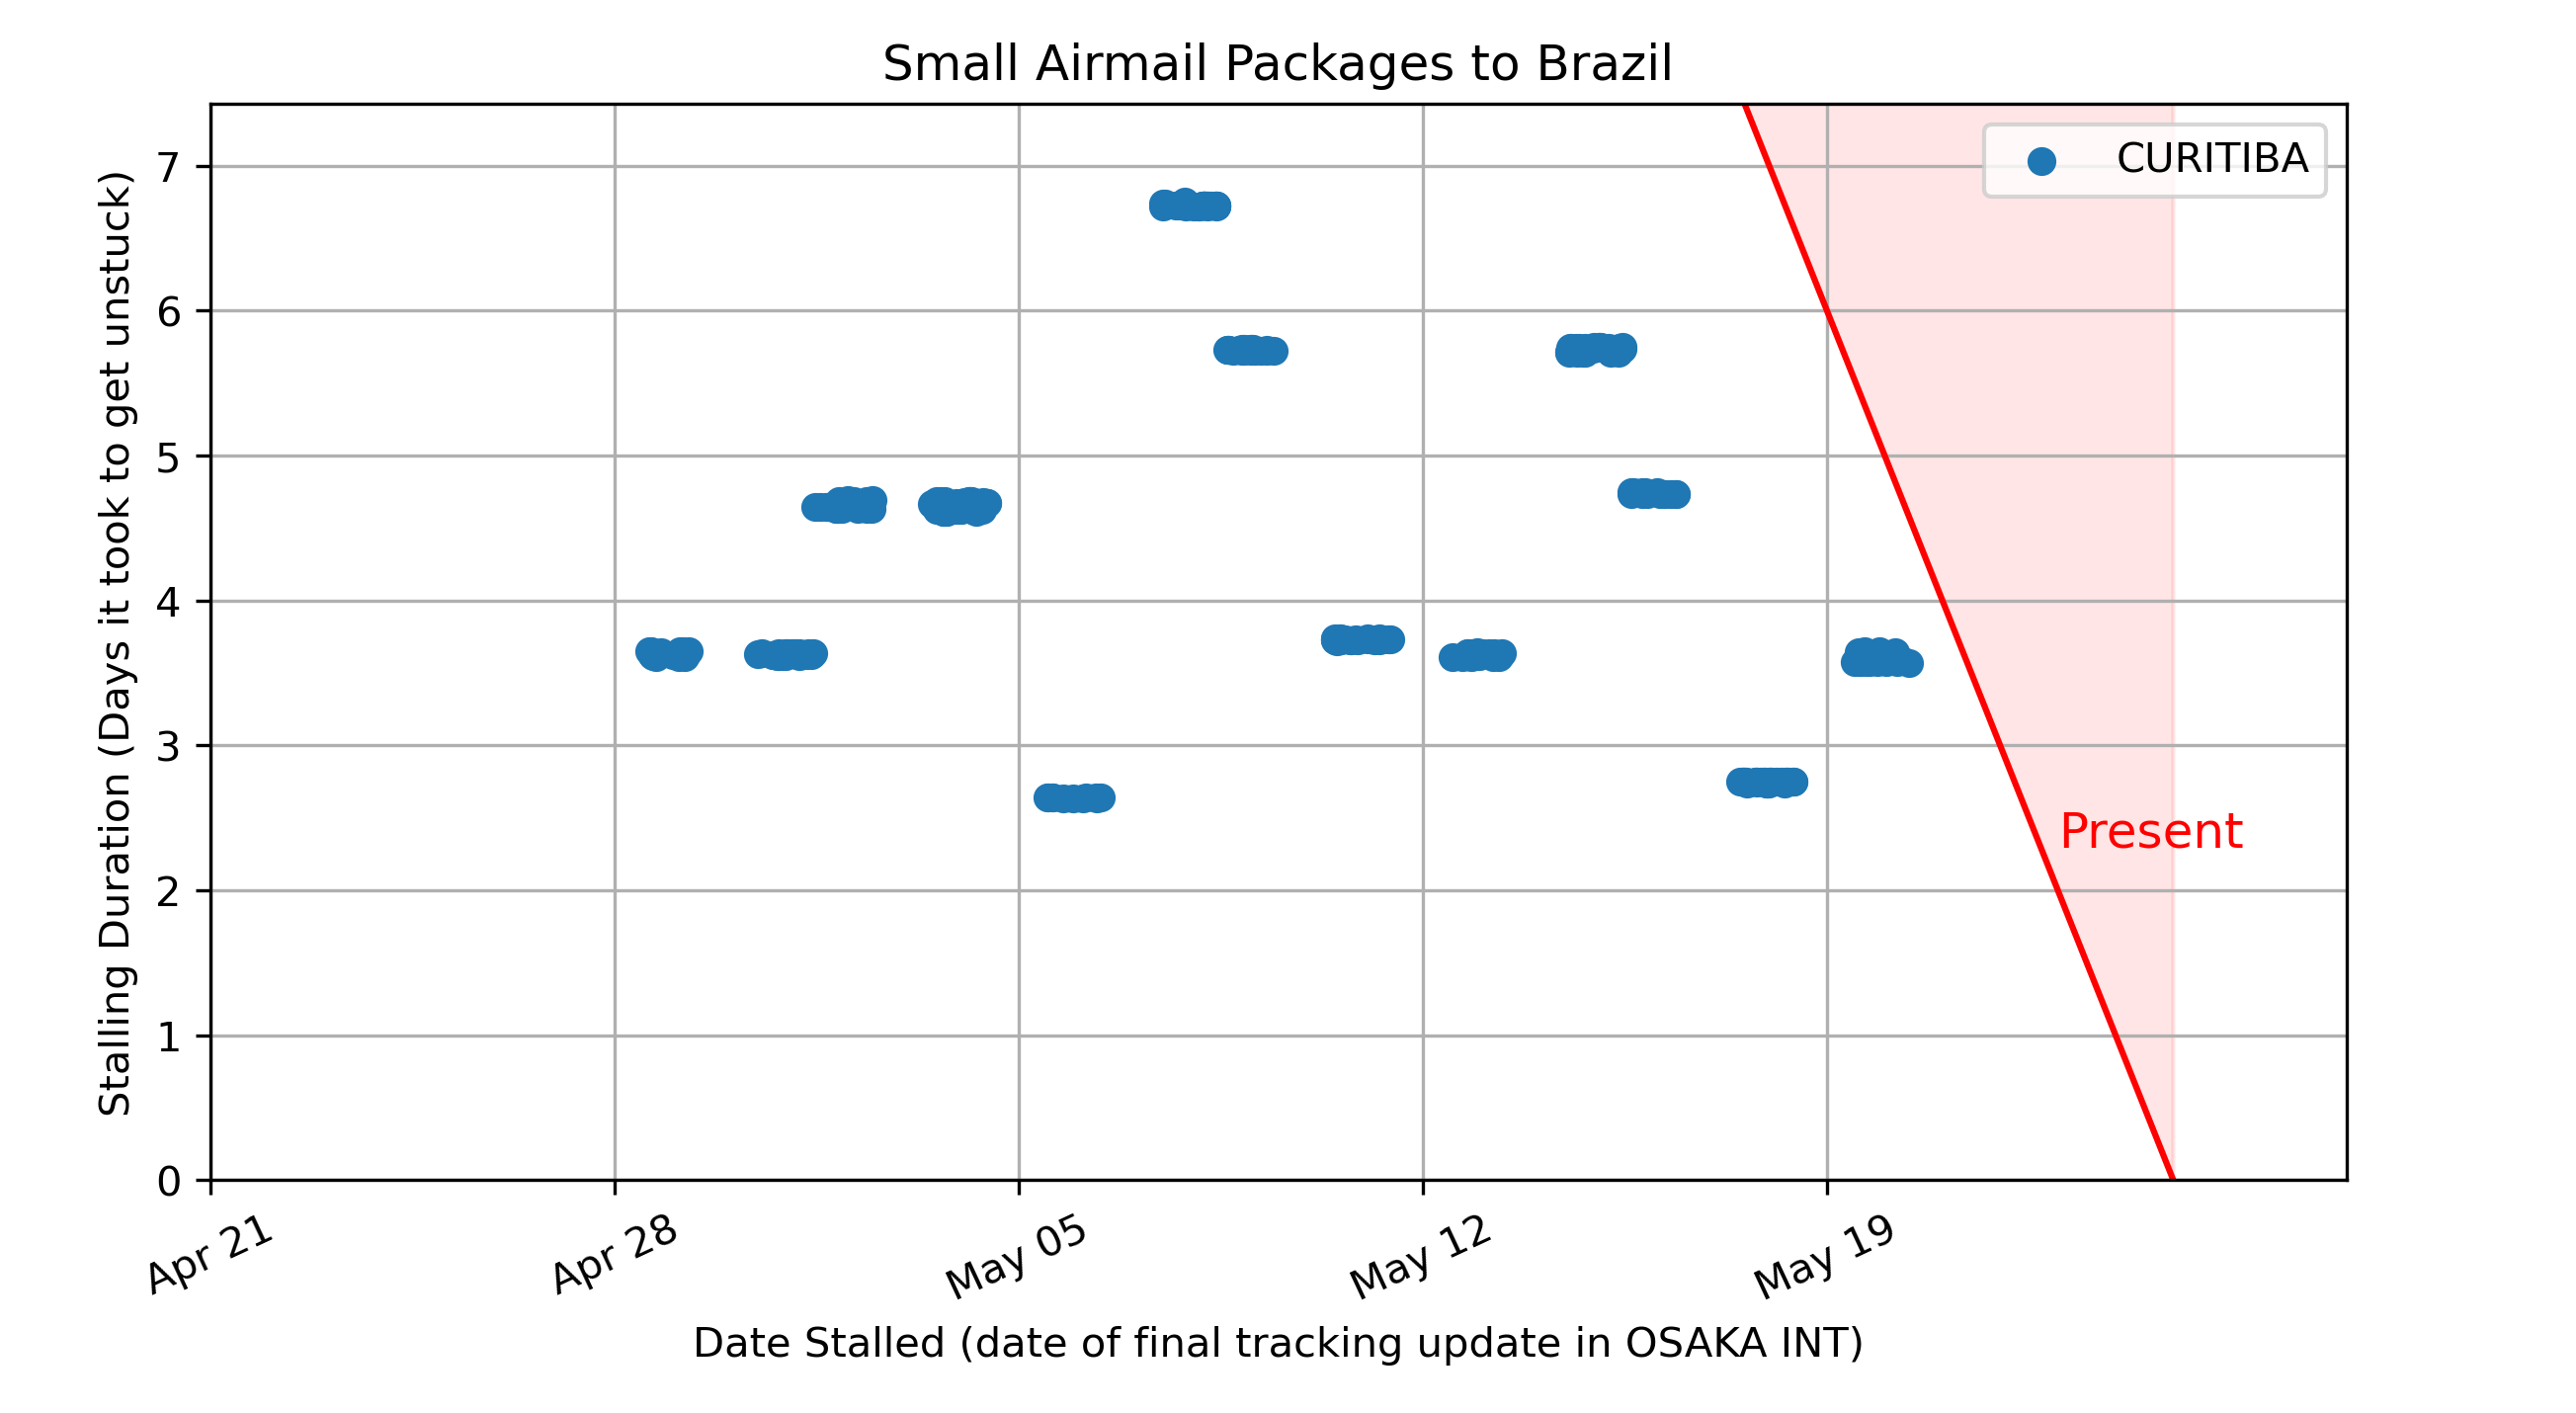 Small Airmail Packages to Brazil
CURITIBA
Stalling Duration (Days it took to get unstuck)
7
6
5
4
3
2
1
0
Present
Apr 21
Apr 28
May 05
May 12
May 19
Date Stalled (date of final tracking update in OSAKA INT)